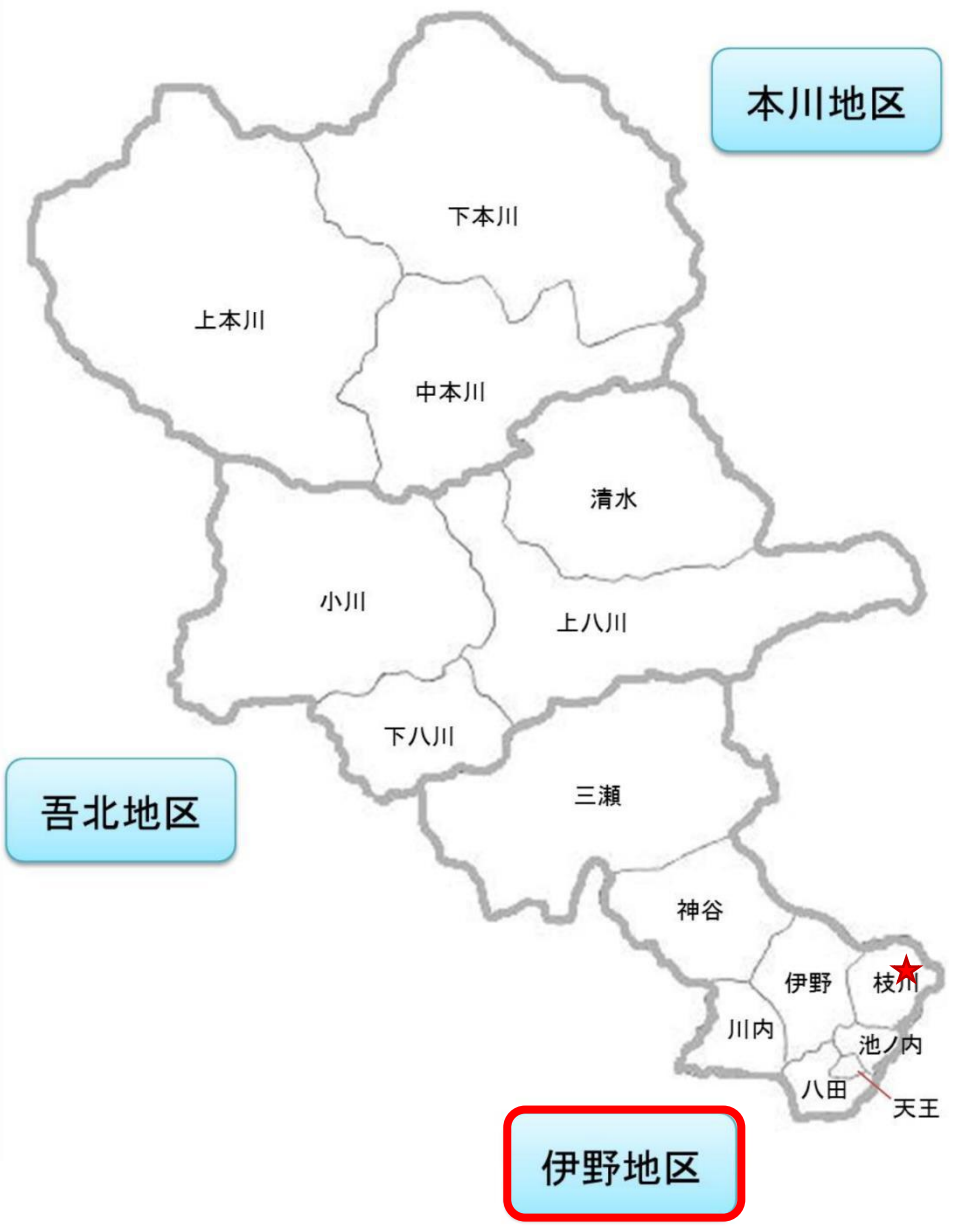 本川地区
下本川
上本川
中本川
清水
小川
上八川
下八川
吾北地区
三瀬
神谷
伊野
枝川
川内
池ノ内
八田
天王
伊野地区